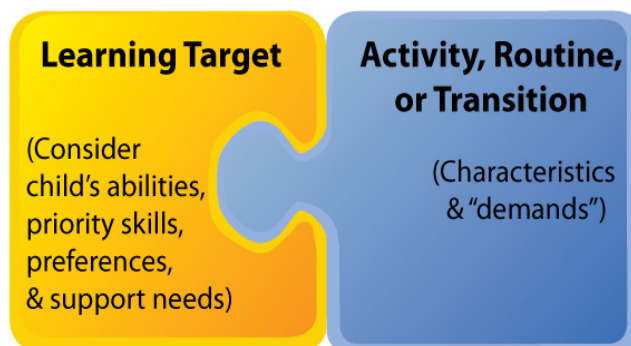 Learning Target
(Consider
child's abilities,
priority skills,
preferences,
& support needs)
Activity, Routine,
or Transition
(Characteristics
& “demands”)